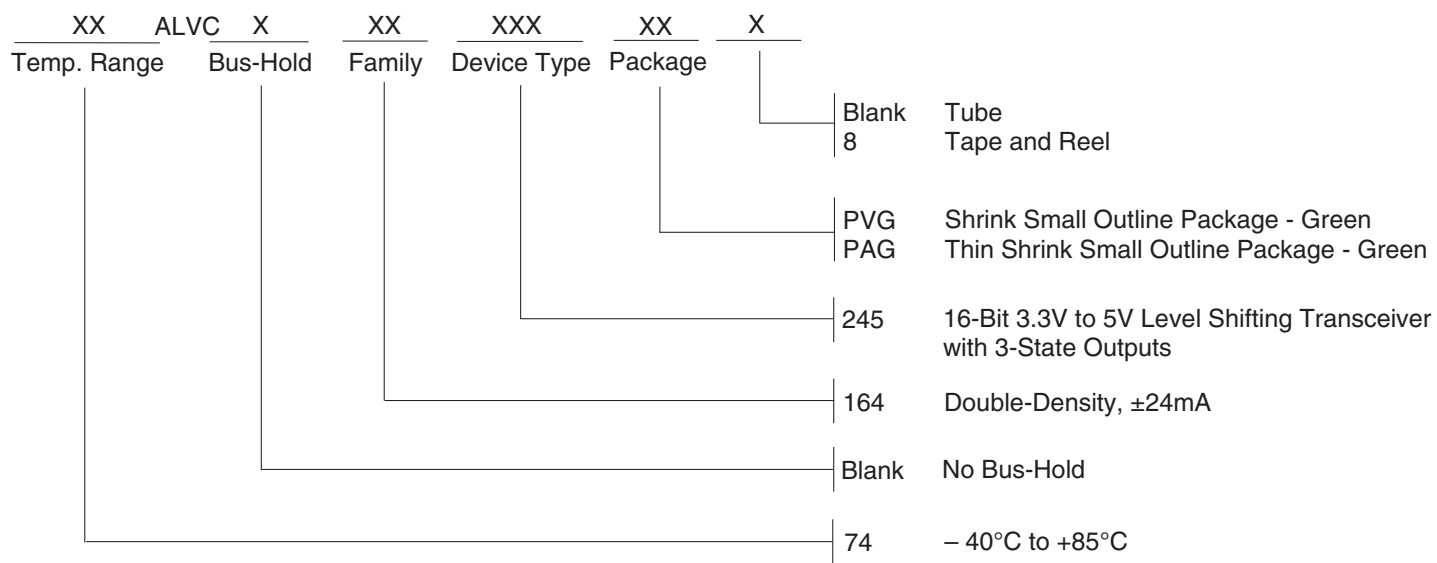 XX ALVC X XX XXX XX X
Temp. Range Bus-Hold Family Device Type Package
Blank Tube
8 Tape and Reel
PVG Shrink Small Outline Package - Green
PAG Thin Shrink Small Outline Package - Green
245 16-Bit 3.3V to 5V Level Shifting Transceiver
with 3-State Outputs
164 Double-Density, ±24mA
Blank No Bus-Hold
74 – 40°C to +85°C